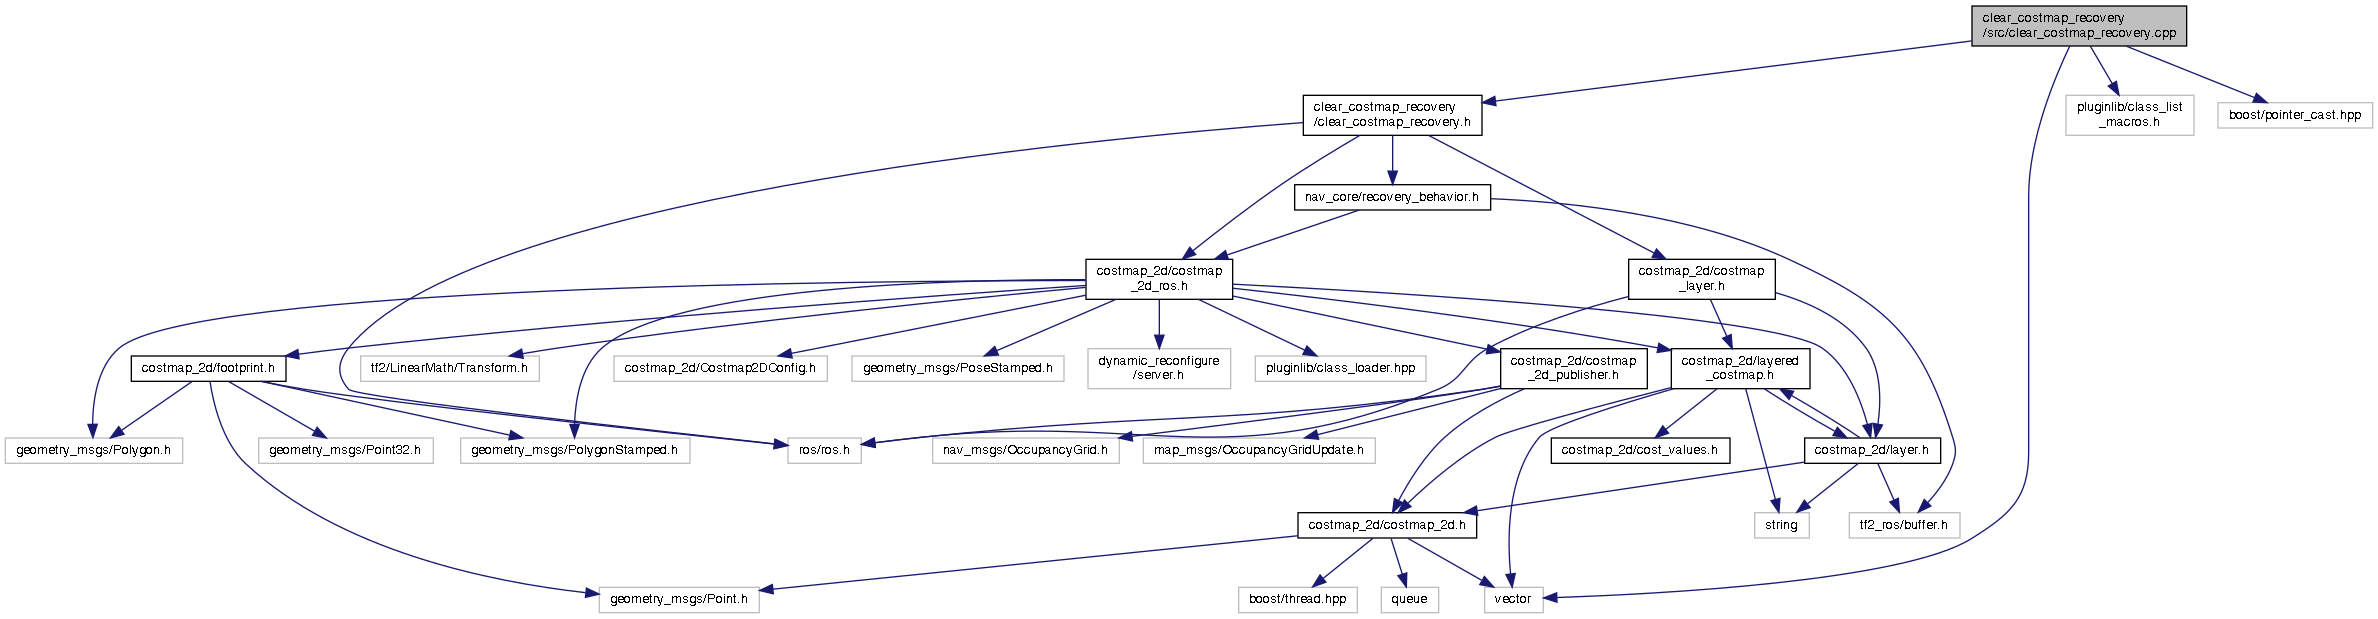 clear_costmap_recovery
/src/clear_costmap_recovery.cpp
clear_costmap_recovery
/clear_costmap_recovery.h
pluginlib/class_list
_macros.h
boost/pointer_cast.hpp
nav_core/recovery_behavior.h
costmap_2d/costmap
_2d_ros.h
costmap_2d/costmap
_layer.h
costmap_2d/footprint.h
tf2/LinearMath/Transform.h
costmap_2d/Costmap2DConfig.h
geometry_msgs/PoseStamped.h
dynamic_reconfigure
/server.h
pluginlib/class_loader.hpp
costmap_2d/costmap
_2d_publisher.h
costmap_2d/layered
_costmap.h
geometry_msgs/Polygon.h
geometry_msgs/Point32.h
geometry_msgs/PolygonStamped.h
ros/ros.h
nav_msgs/OccupancyGrid.h
map_msgs/OccupancyGridUpdate.h
costmap_2d/cost_values.h
costmap_2d/layer.h
costmap_2d/costmap_2d.h
string
tf2_ros/buffer.h
geometry_msgs/Point.h
boost/thread.hpp
queue
vector